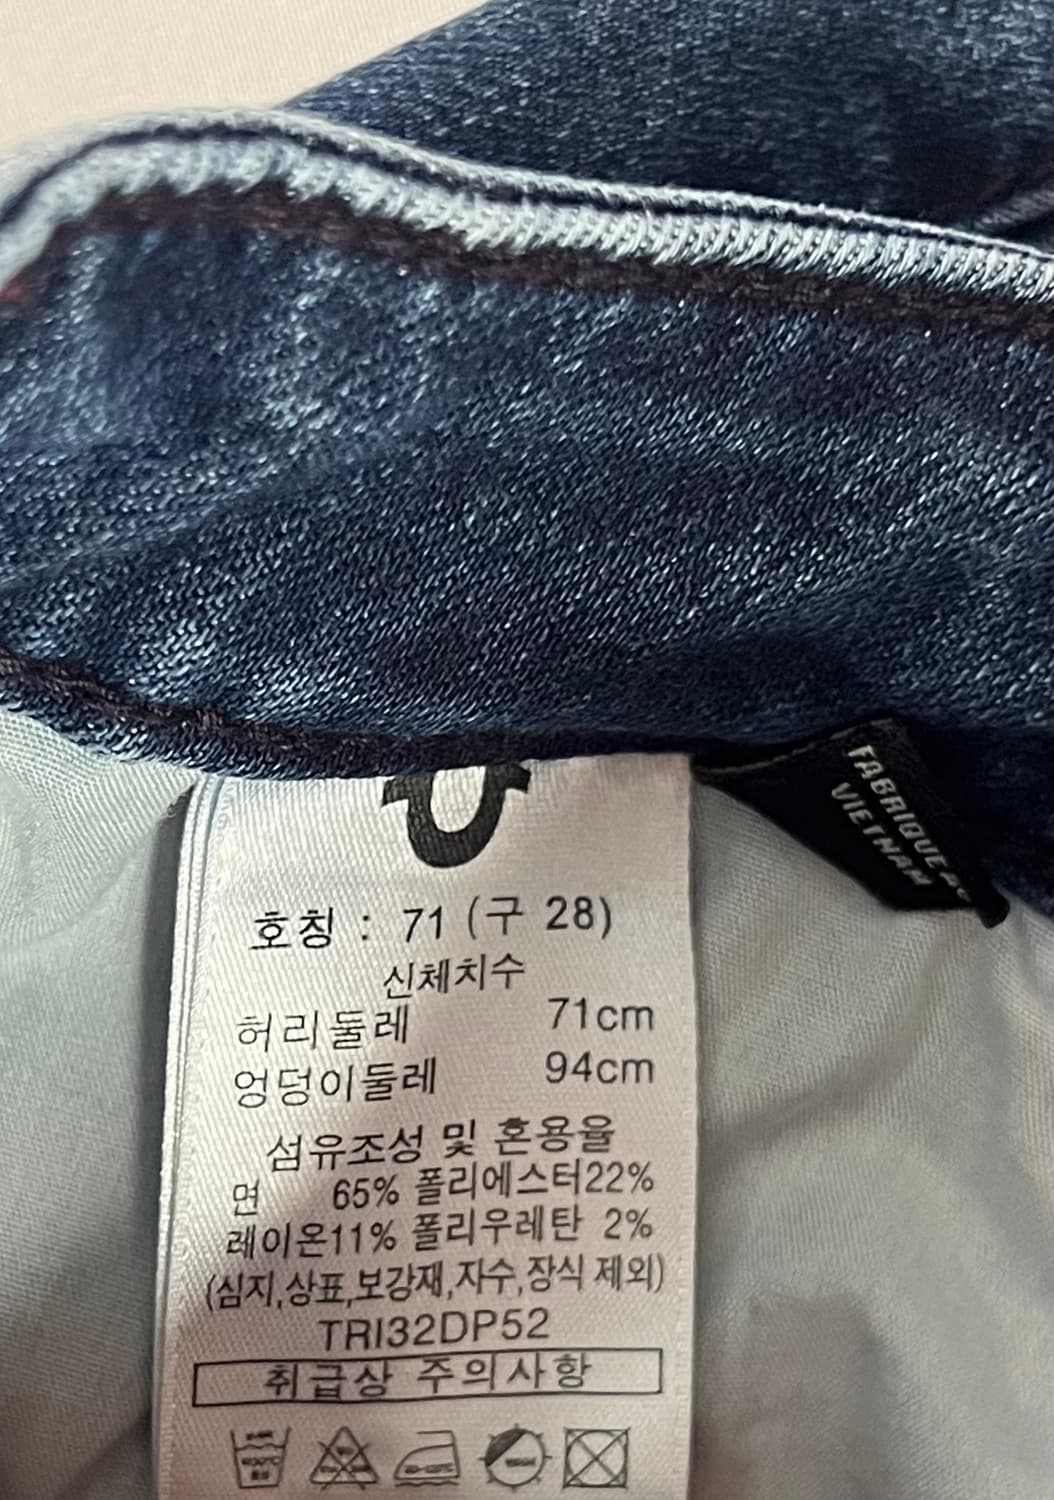 호칭 : 71 (구 28)
신체치수
허리둘레 71cm
엉덩이둘레 94cm
섬유조성 및 혼용율
면 65% 폴리에스터22%
레이온11% 폴리우레탄 2%
(심지,상표,보강재,자수,장식 제외)
TRI32DP52
취급상 주의사항
FABRIQUE AU
VIETNAM